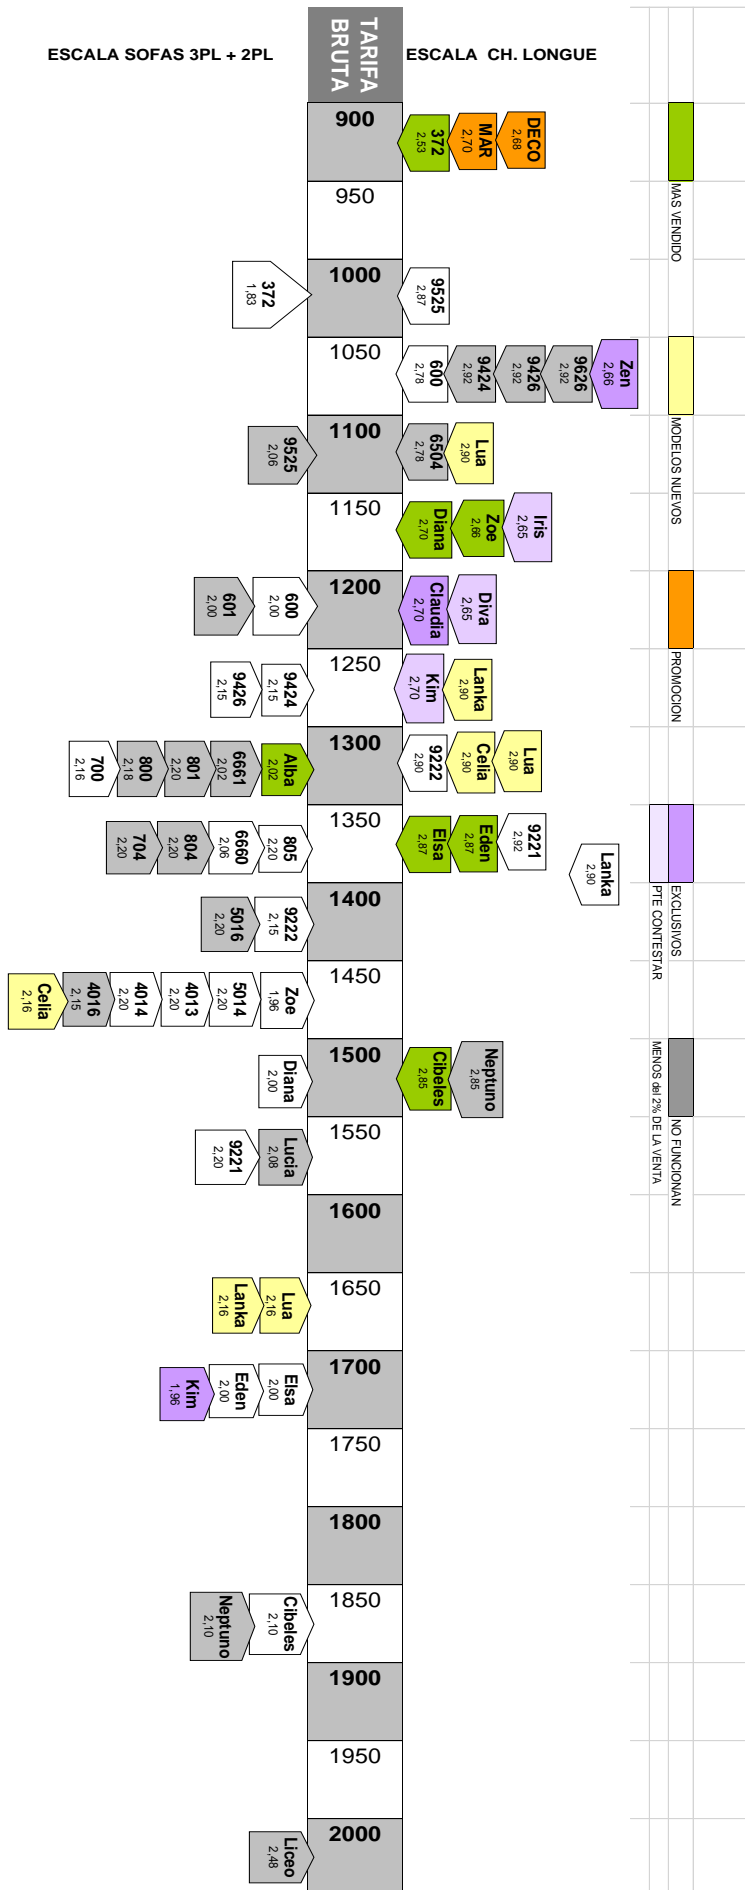 ESCALA SOFAS 3PL + 2PL
TARIFA
BRUTA
ESCALA CH. LONGUE
MAS VENDIDO
MODELOS NUEVOS
PROMOCION
EXCLUSIVOS
PTE CONTESTAR
NO FUNCIONAN
MENOS del 2% DE LA VENTA
900
372
2,53
MAR
2,70
DECO
2,68
950
1000
372
1,83
9525
2,87
1050
600
2,78
9424
2,92
9426
2,92
9626
2,92
Zen
2,66
1100
9525
2,06
6504
2,78
Lua
2,90
1150
Diana
2,70
Zoe
2,66
Iris
2,65
1200
601
2,00
600
2,00
Claudia
2,70
Diva
2,65
1250
9426
2,15
9424
2,15
Kim
2,70
Lanka
2,90
1300
700
2,16
800
2,18
801
2,20
6661
2,02
Alba
2,02
9222
2,90
Celia
2,90
Lua
2,90
1350
704
2,20
804
2,20
6660
2,06
805
2,20
Elsa
2,87
Eden
2,87
9221
2,92
Lanka
2,90
1400
5016
2,20
9222
2,15
1450
Celia
2,16
4016
2,15
4014
2,20
4013
2,20
5014
2,20
Zoe
1,96
1500
Diana
2,00
Cibeles
2,85
Neptuno
2,85
1550
9221
2,20
Lucia
2,08
1600
1650
Lanka
2,16
Lua
2,16
1700
Kim
1,96
Eden
2,00
Elsa
2,00
1750
1800
1850
Neptuno
2,10
Cibeles
2,10
1900
1950
2000
Liceo
2,48